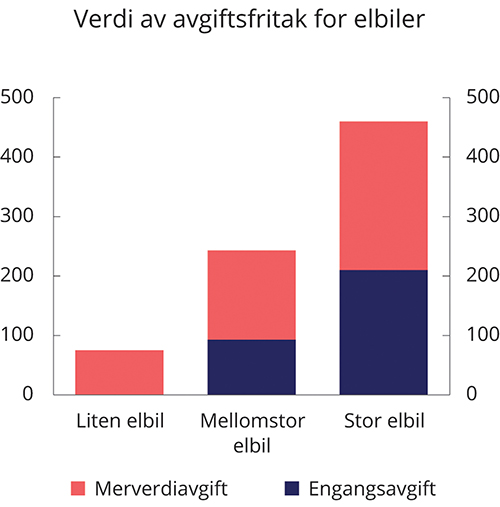 Verdi av avgiftsfritak for elbiler
500 500
400 400
300 300
200 200
100 100
0 0
Liten elbil Mellomstor elbil Stor elbil
Merverdiavgift Engangsavgift